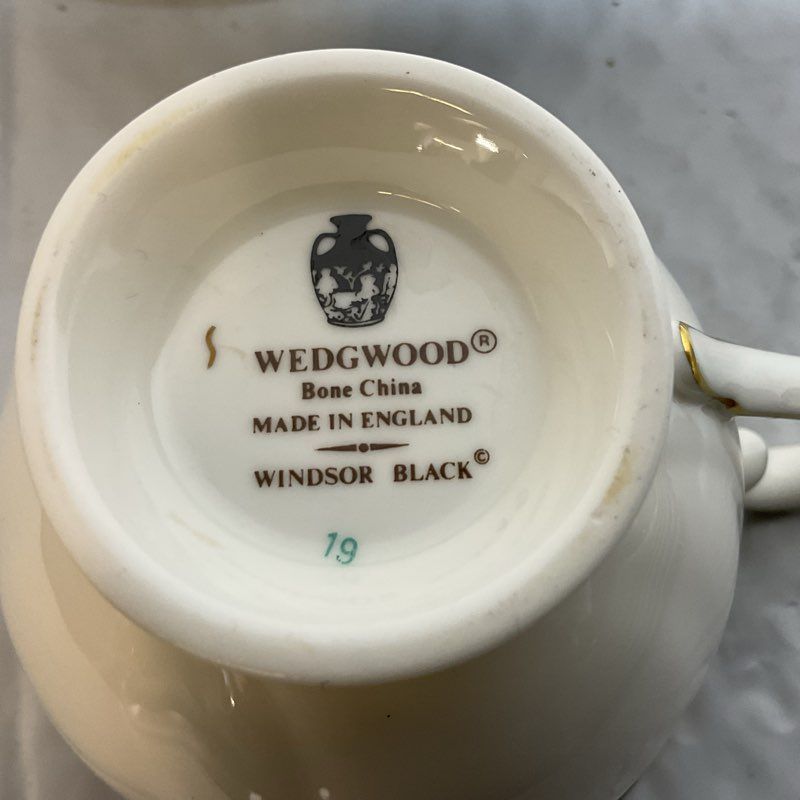 WEDGWOOD®
Bone China
MADE IN ENGLAND
WINDSOR BLACK©
19